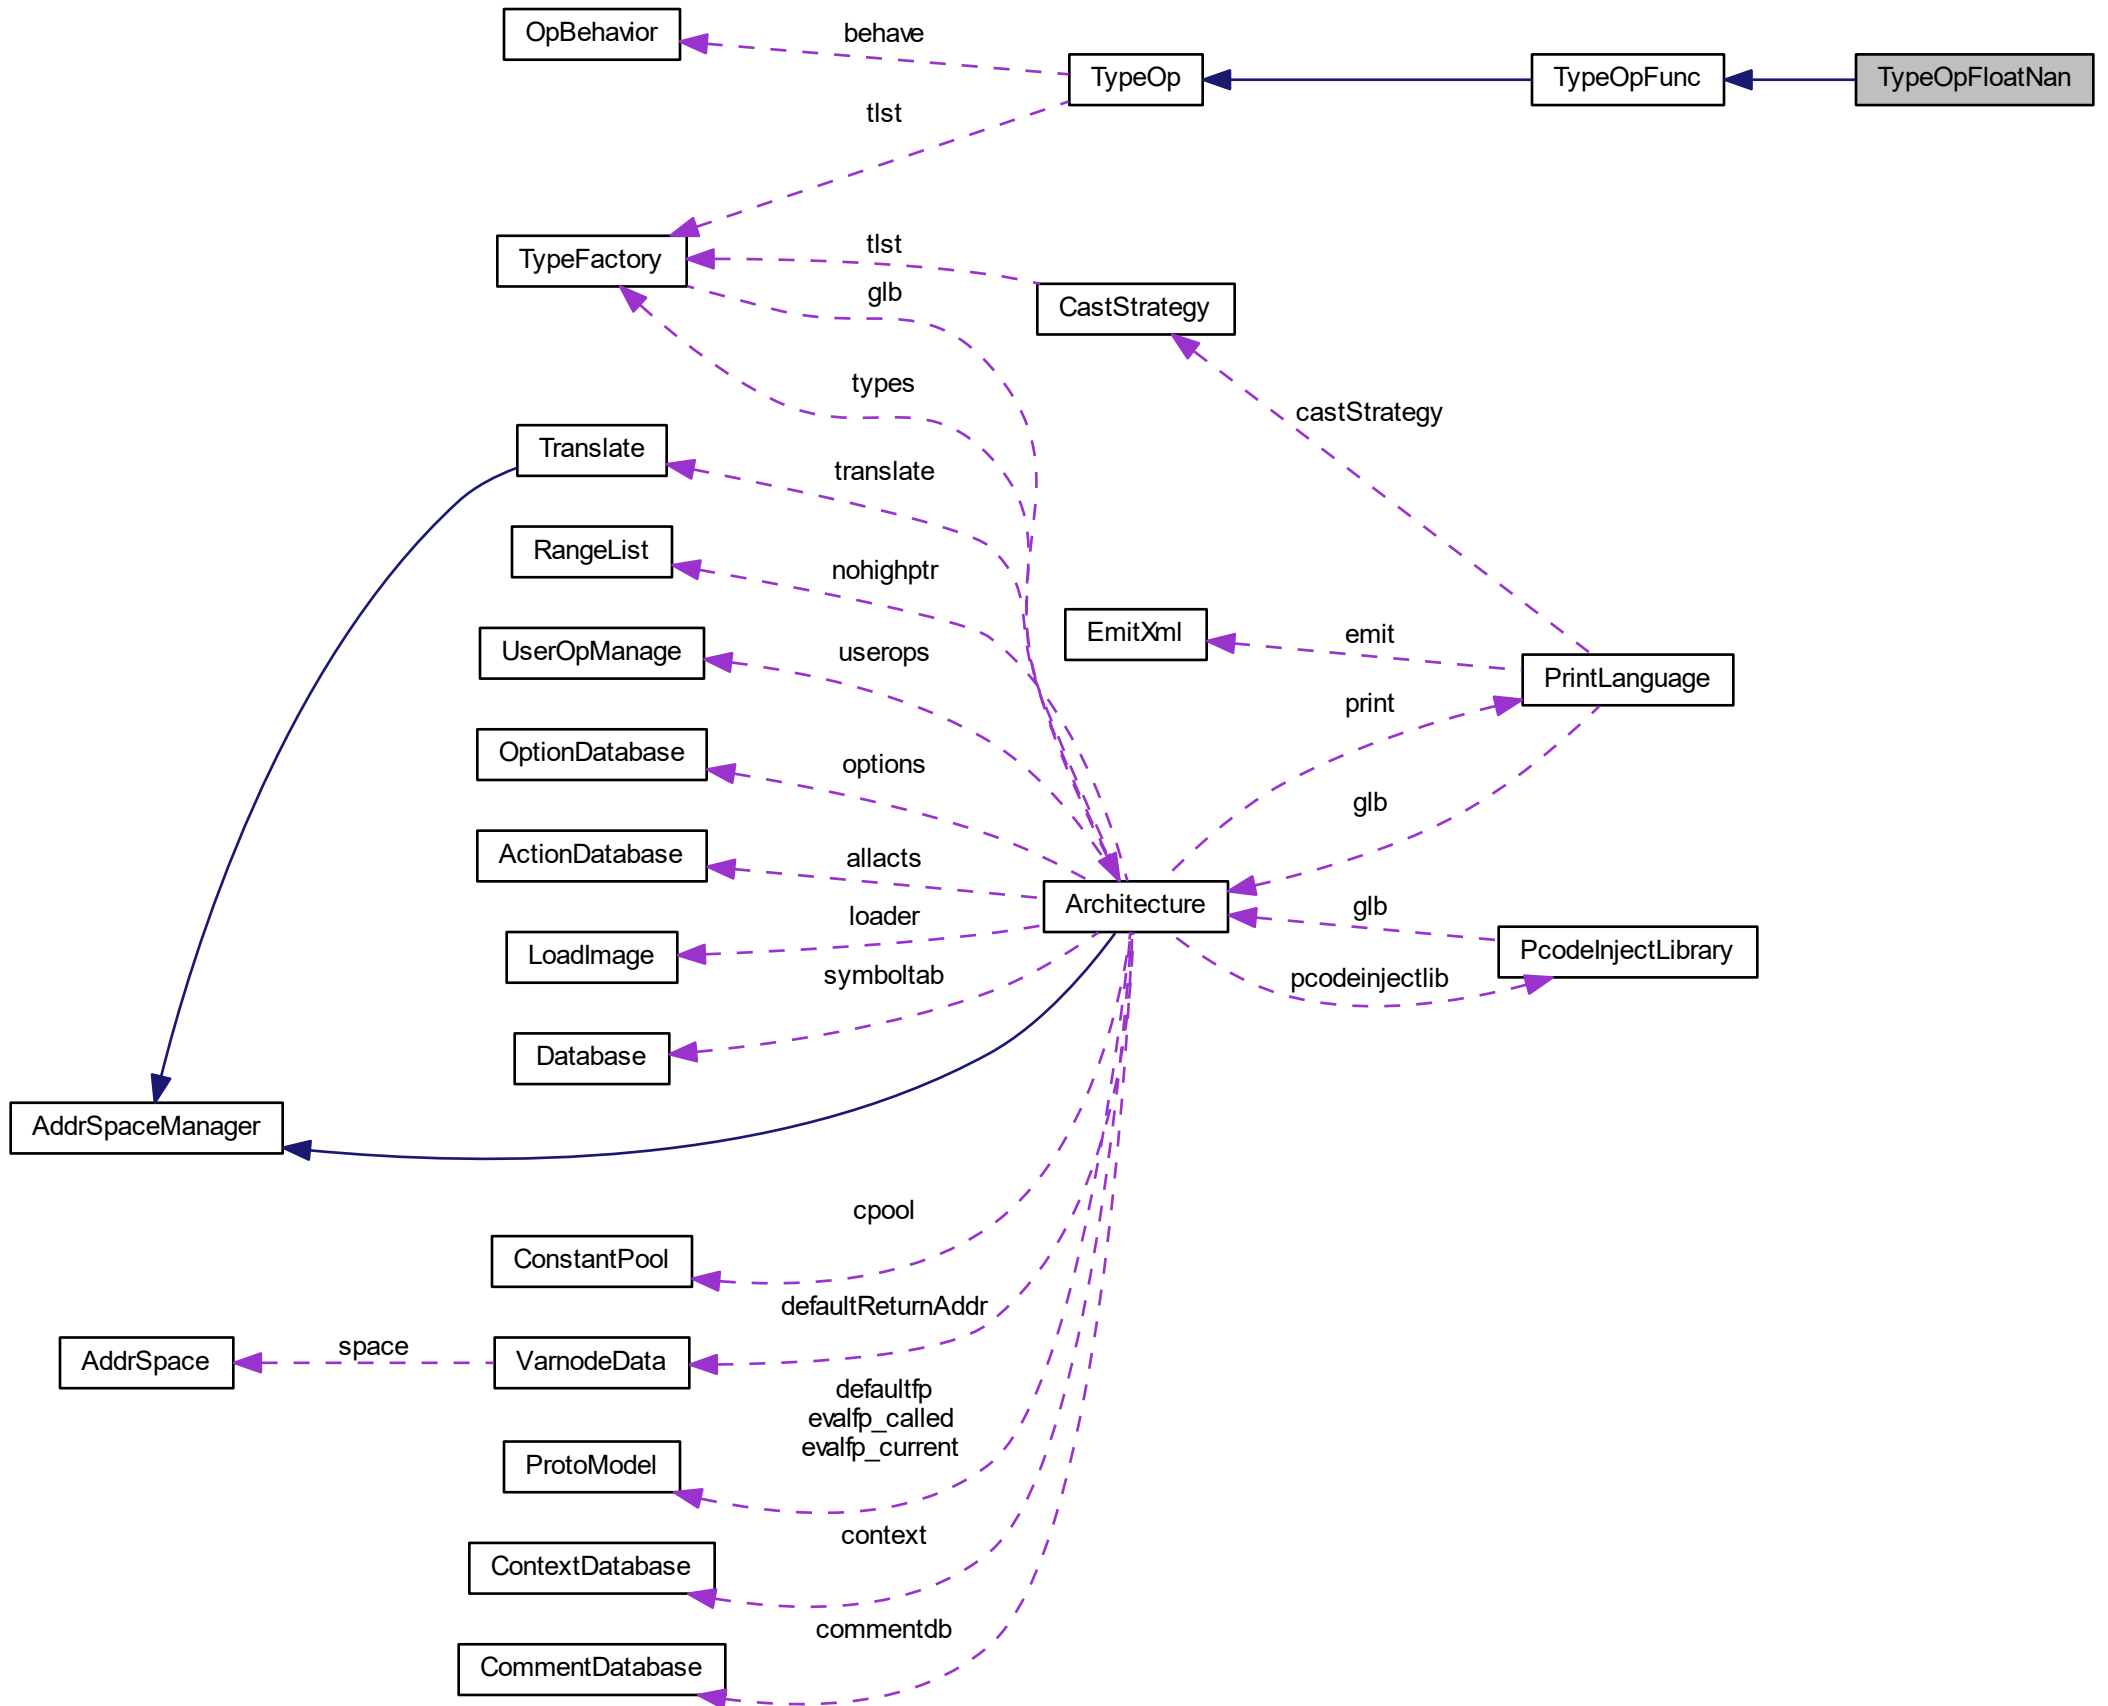 OpBehavior
behave
TypeOp
TypeOpFunc
TypeOpFloatNan
tlst
TypeFactory
tlst
glb
CastStrategy
types
castStrategy
Translate
translate
RangeList
nohighptr
UserOpManage
userops
EmitXml
emit
PrintLanguage
print
OptionDatabase
options
glb
ActionDatabase
allacts
Architecture
glb
LoadImage
loader
PcodeInjectLibrary
symboltab
pcodeinjectlib
Database
AddrSpaceManager
cpool
ConstantPool
defaultReturnAddr
AddrSpace
space
VarnodeData
defaultfp
evalfp_called
evalfp_current
ProtoModel
context
ContextDatabase
commentdb
CommentDatabase